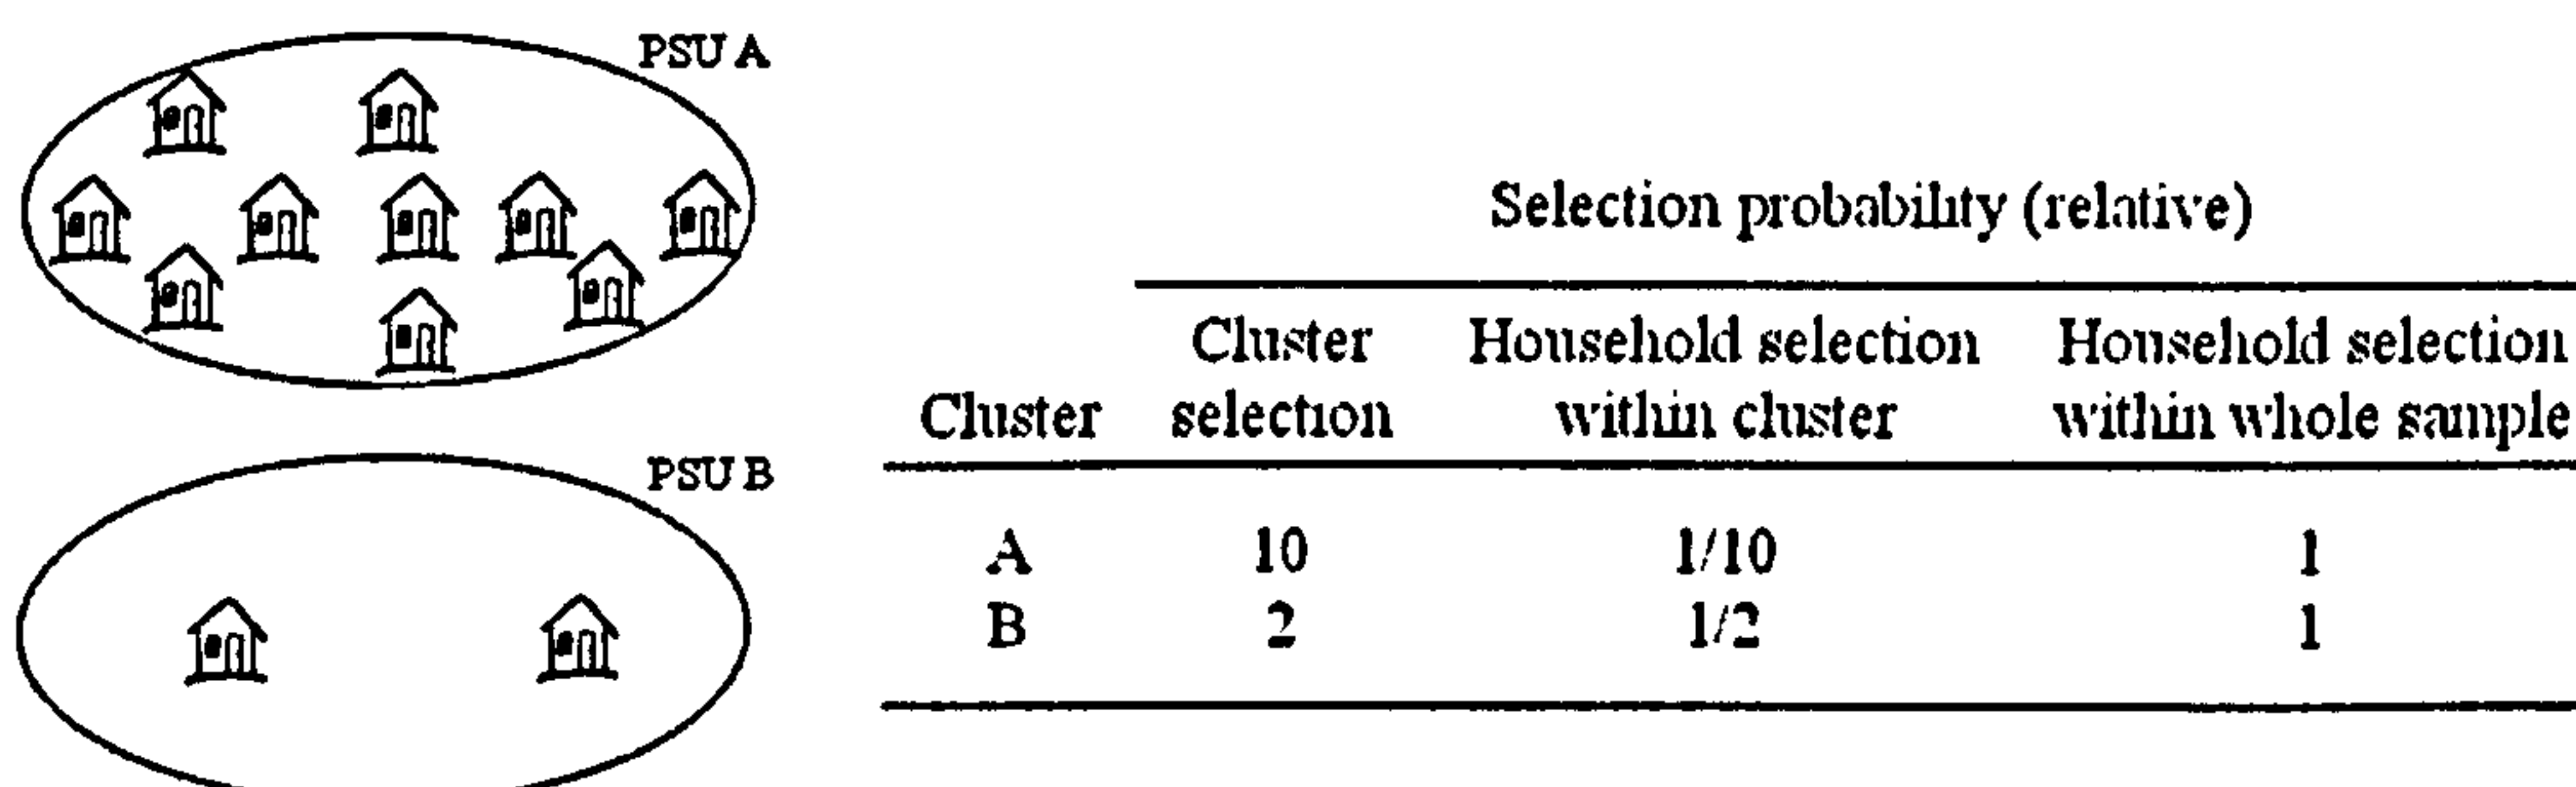 PSU A
PSU B
Selection probability (relative)
Cluster Household selection Household selection
Cluster selection within cluster within whole sample
A 10 1/10 1
B 2 1/2 1